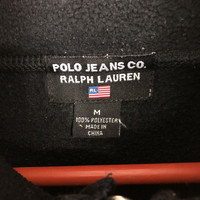 POLO JEANS CO.
RALPH LAUREN
RL
M
100% POLYESTER
MADE IN
CHINA